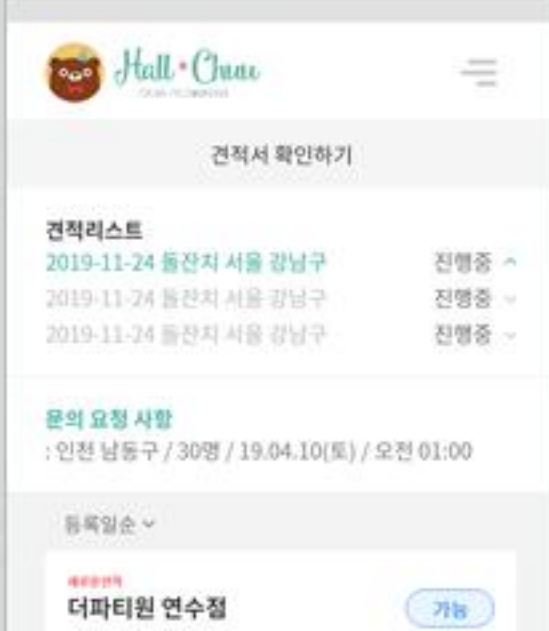 Hall
견적서 확인하기
견적리스트
2019-11-24 돌잔치 서울 강남구 진행중
2019-11-24 돌잔치 서울 강남구 진행중
2019-11-24 돌잔치 서울 강남구 진행중
문의 요청 사항
: 인천 남동구 / 30명 / 19.04.10(토) / 오전 01:00
등록일순
더파티원 연수점 가능